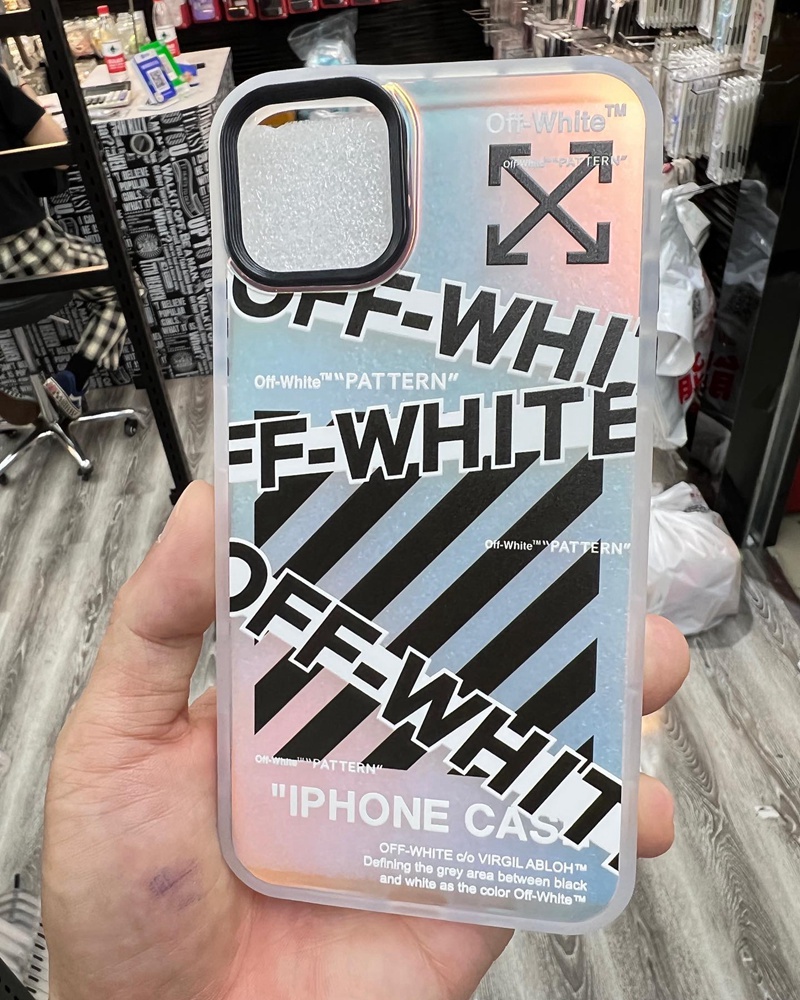 Off-White™
Off-White™ "PATTERN"
OFF-WHI
Off-White™ "PATTERN"
FF-WHITE
Off-White™ "PATTERN"
OFF-WHIT
Off-White™ "PATTERN"
"IPHONE CAS
OFF-WHITE c/o VIRGIL ABLOH™
Defining the grey area between black
and white as the color Off-White™